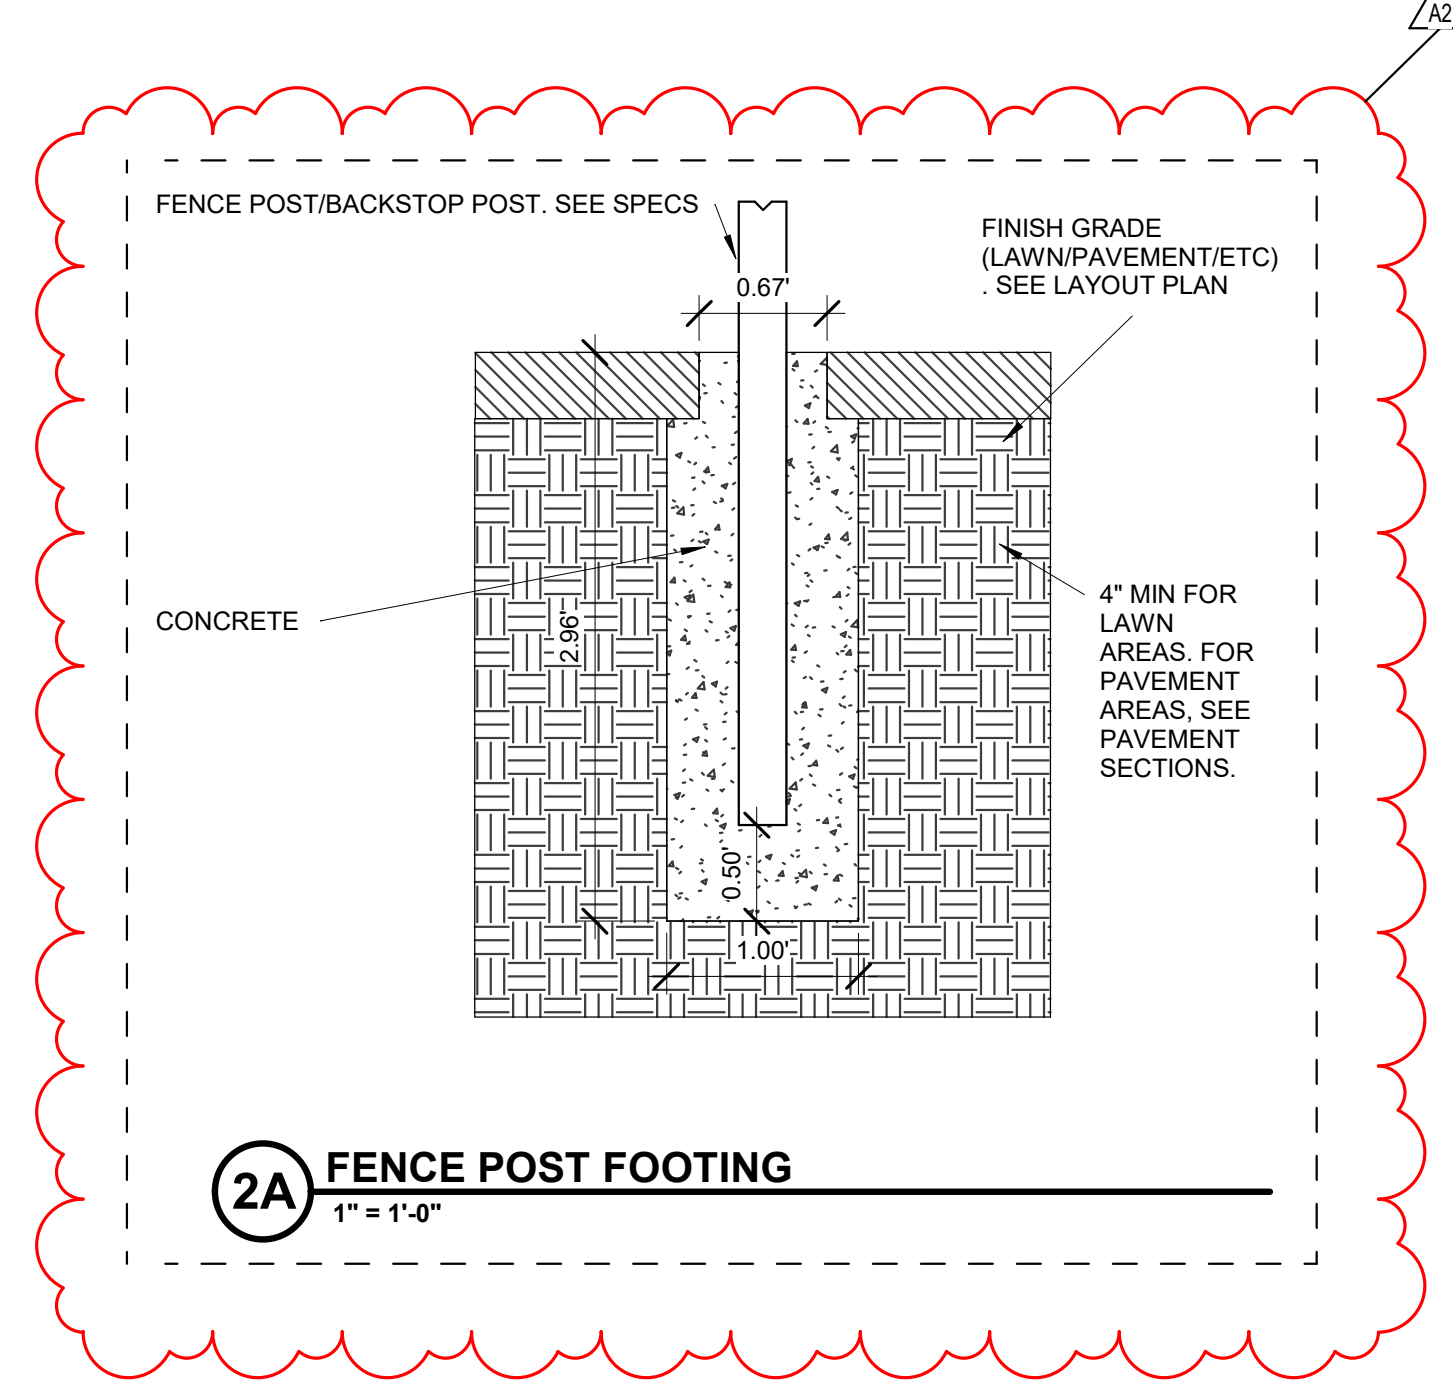 A2
FENCE POST/BACKSTOP POST. SEE SPECS
FINISH GRADE
(LAWN/PAVEMENT/ETC)
. SEE LAYOUT PLAN
0.67'
CONCRETE
2.96'
4" MIN FOR
LAWN
AREAS. FOR
PAVEMENT
AREAS, SEE
PAVEMENT
SECTIONS.
0.50'
1.00'
2A
FENCE POST FOOTING
1" = 1'-0"